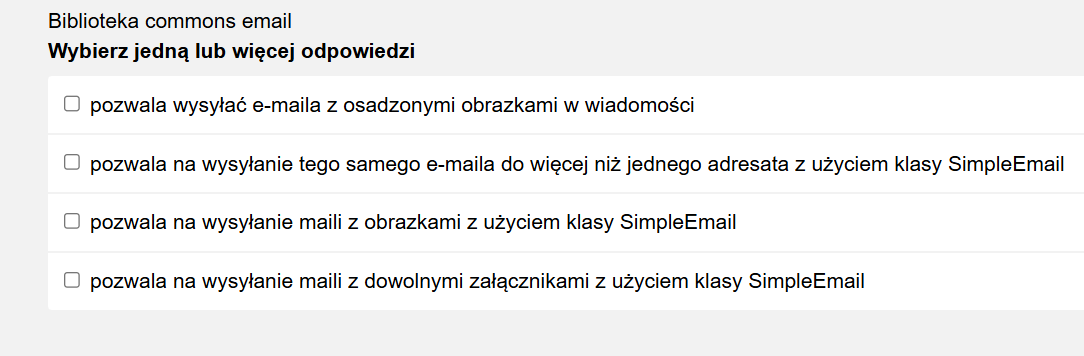 Biblioteka commons email
Wybierz jedną lub więcej odpowiedzi
pozwala wysyłać e-maila z osadzonymi obrazkami w wiadomości
pozwala na wysyłanie tego samego e-maila do więcej niż jednego adresata z użyciem klasy SimpleEmail
pozwala na wysyłanie maili z obrazkami z użyciem klasy SimpleEmail
pozwala na wysyłanie maili z dowolnymi załącznikami z użyciem klasy SimpleEmail